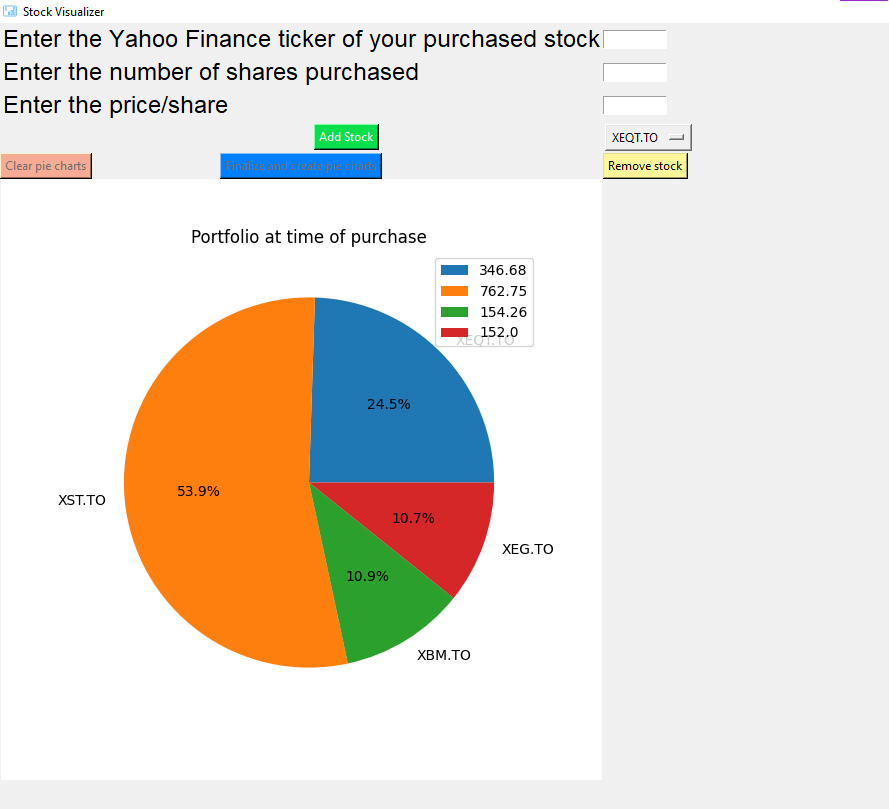 Stock Visualizer
Enter the Yahoo Finance ticker of your purchased stock
Enter the number of shares purchased
Enter the price/share
Add Stock
XEQT.TO
Clear pie charts
Finalize and create pie charts
Remove stock
Portfolio at time of purchase
346.68
762.75
154.26
152.0
XEQT.TO
24.5%
XST.TO
53.9%
10.7%
XEG.TO
10.9%
XBM.TO